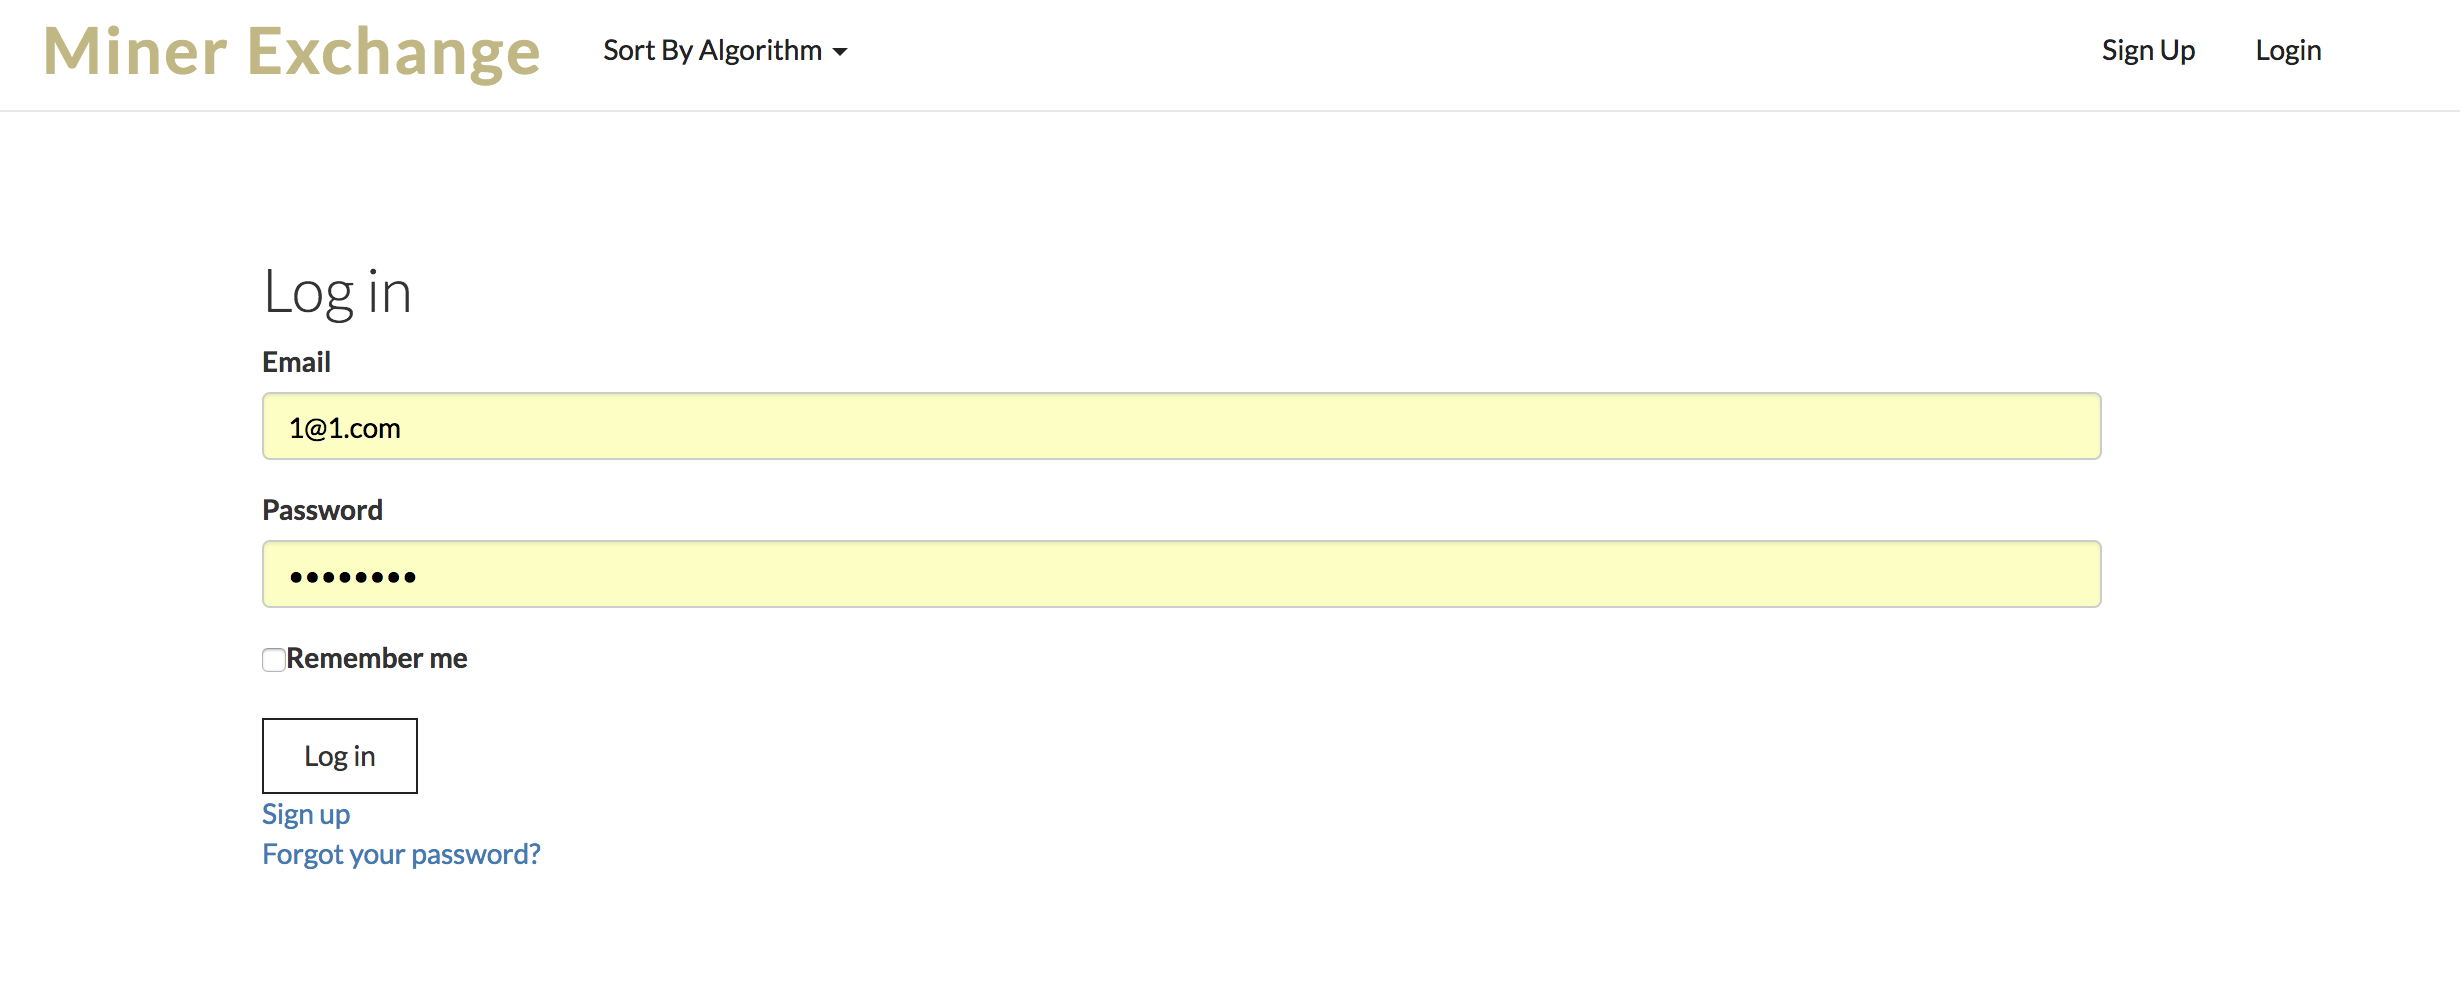 Miner Exchange Sort By Algorithm Sign Up Login
Log in
Email
1@1.com
Password
••••••••
Remember me
Log in
Sign up
Forgot your password?